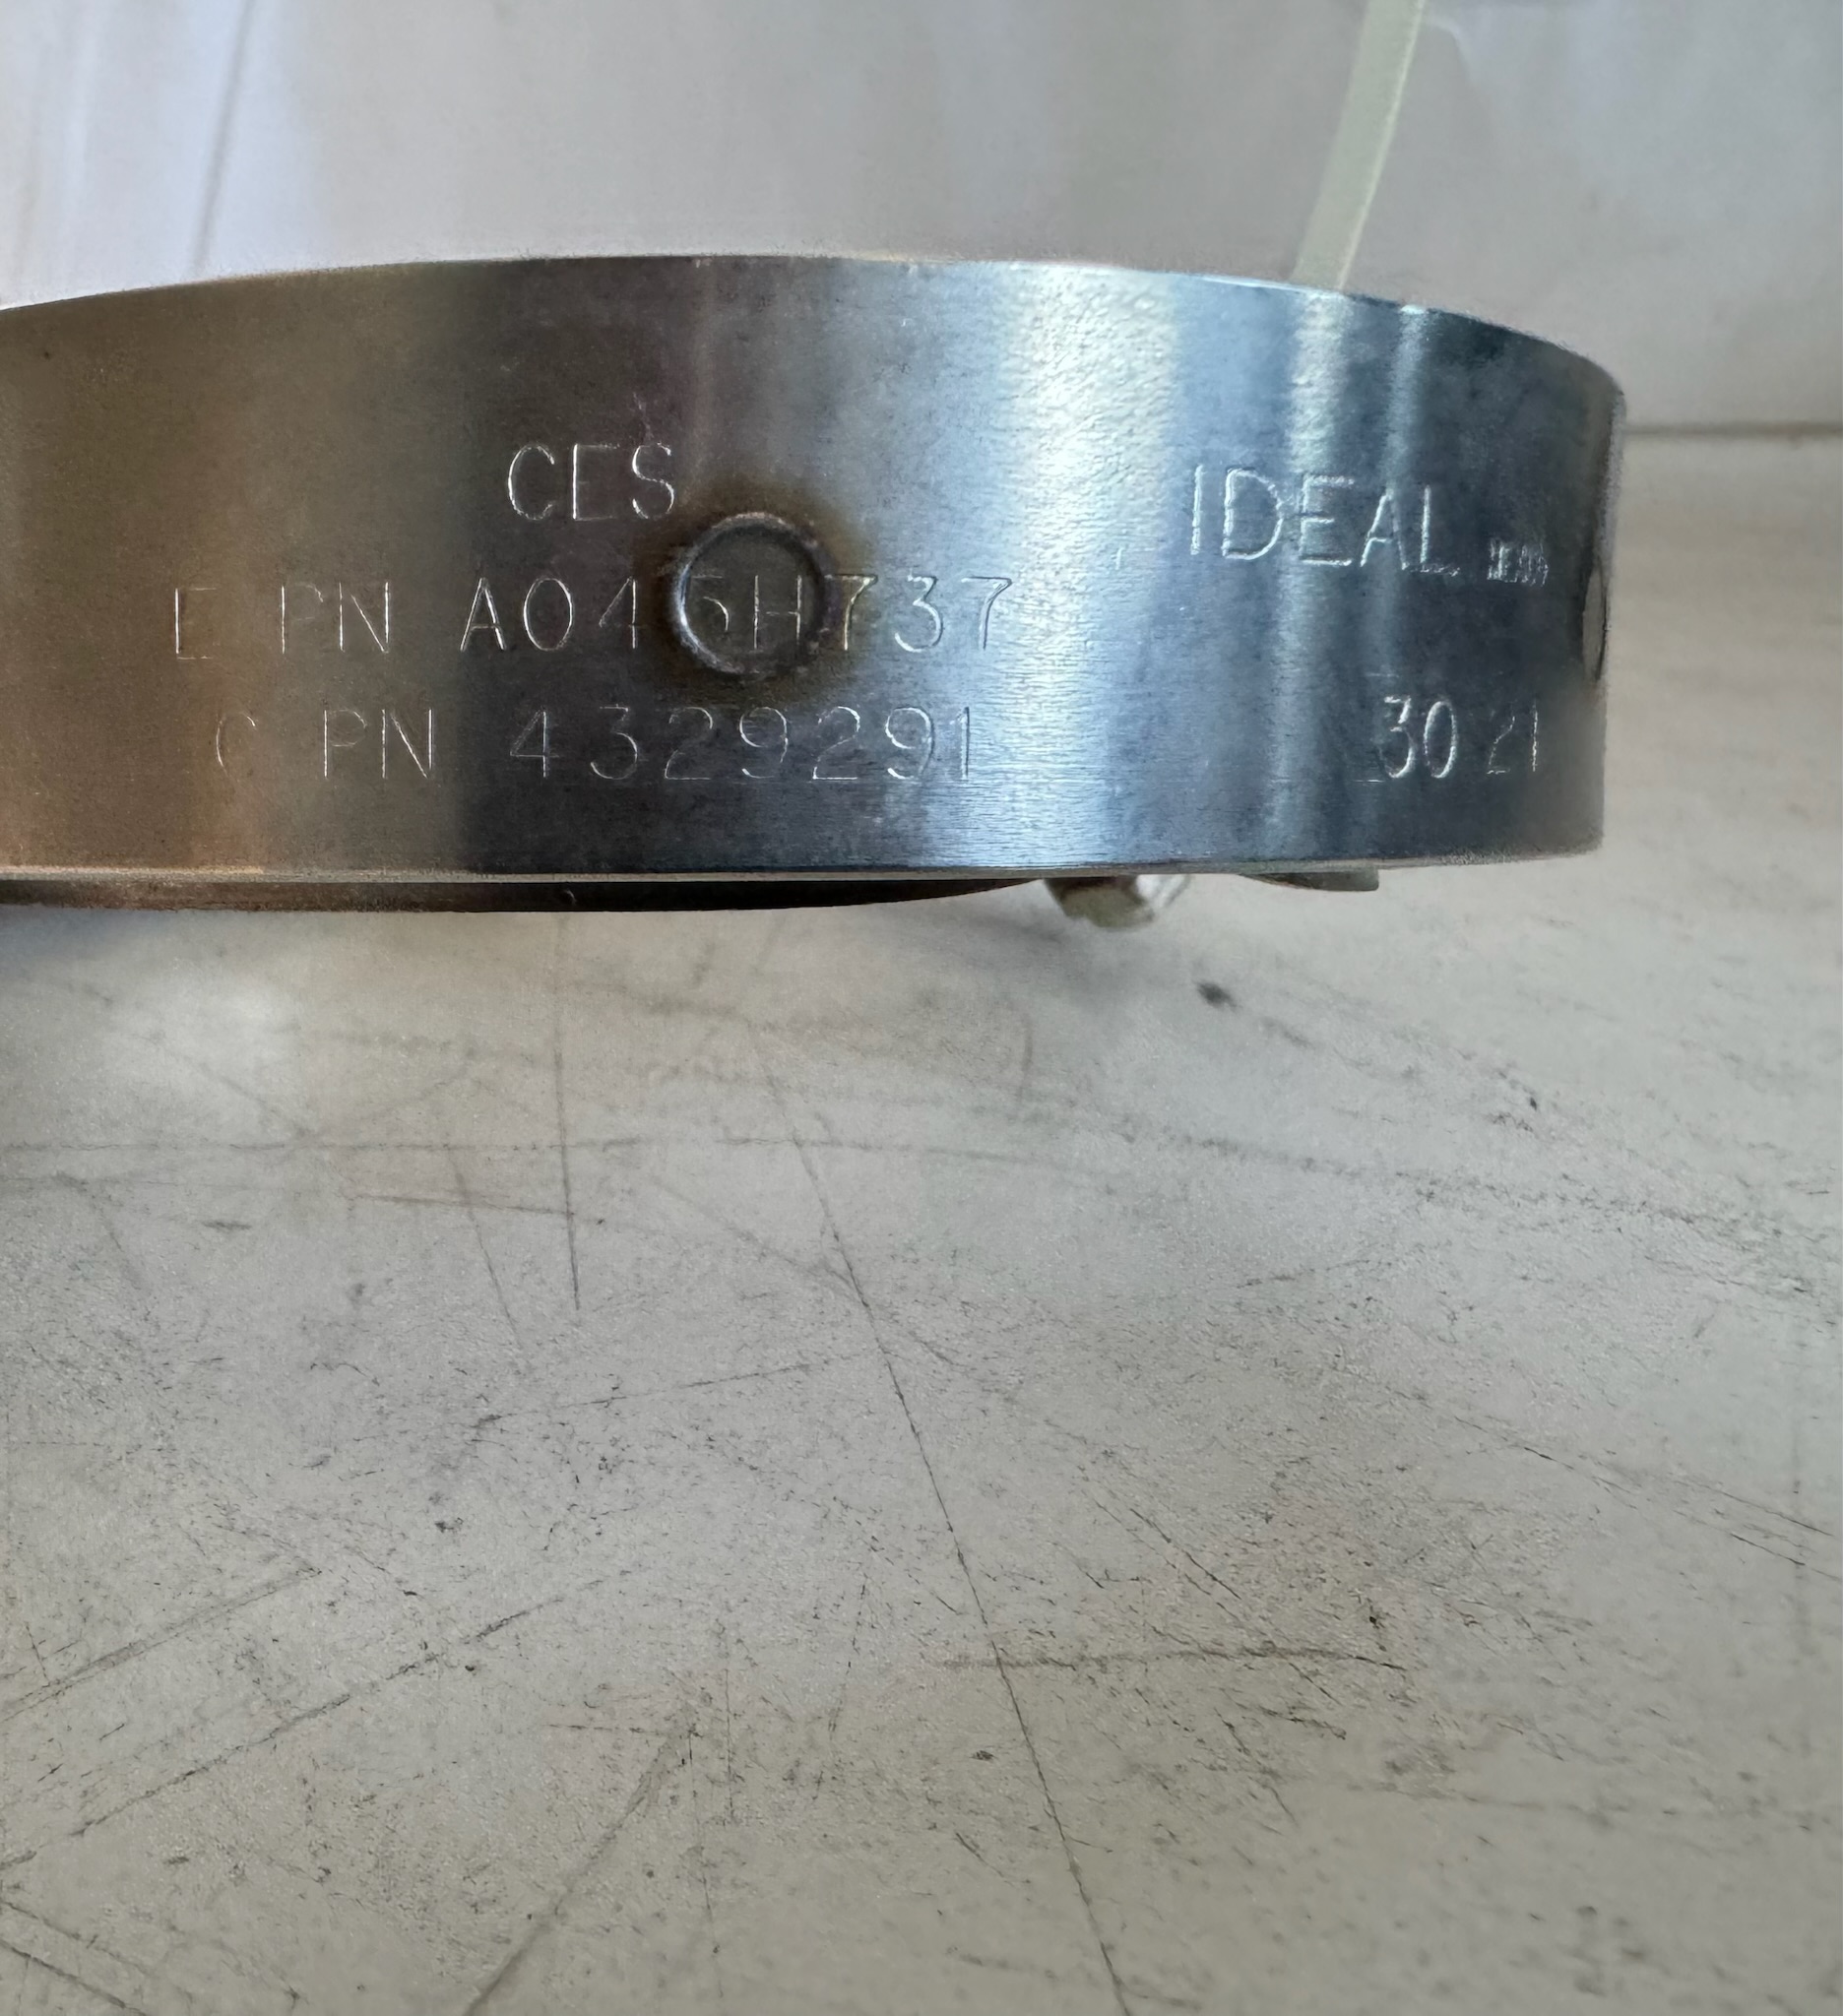 CES
E PN A045H737
C PN 4329291
IDEAL
30 21